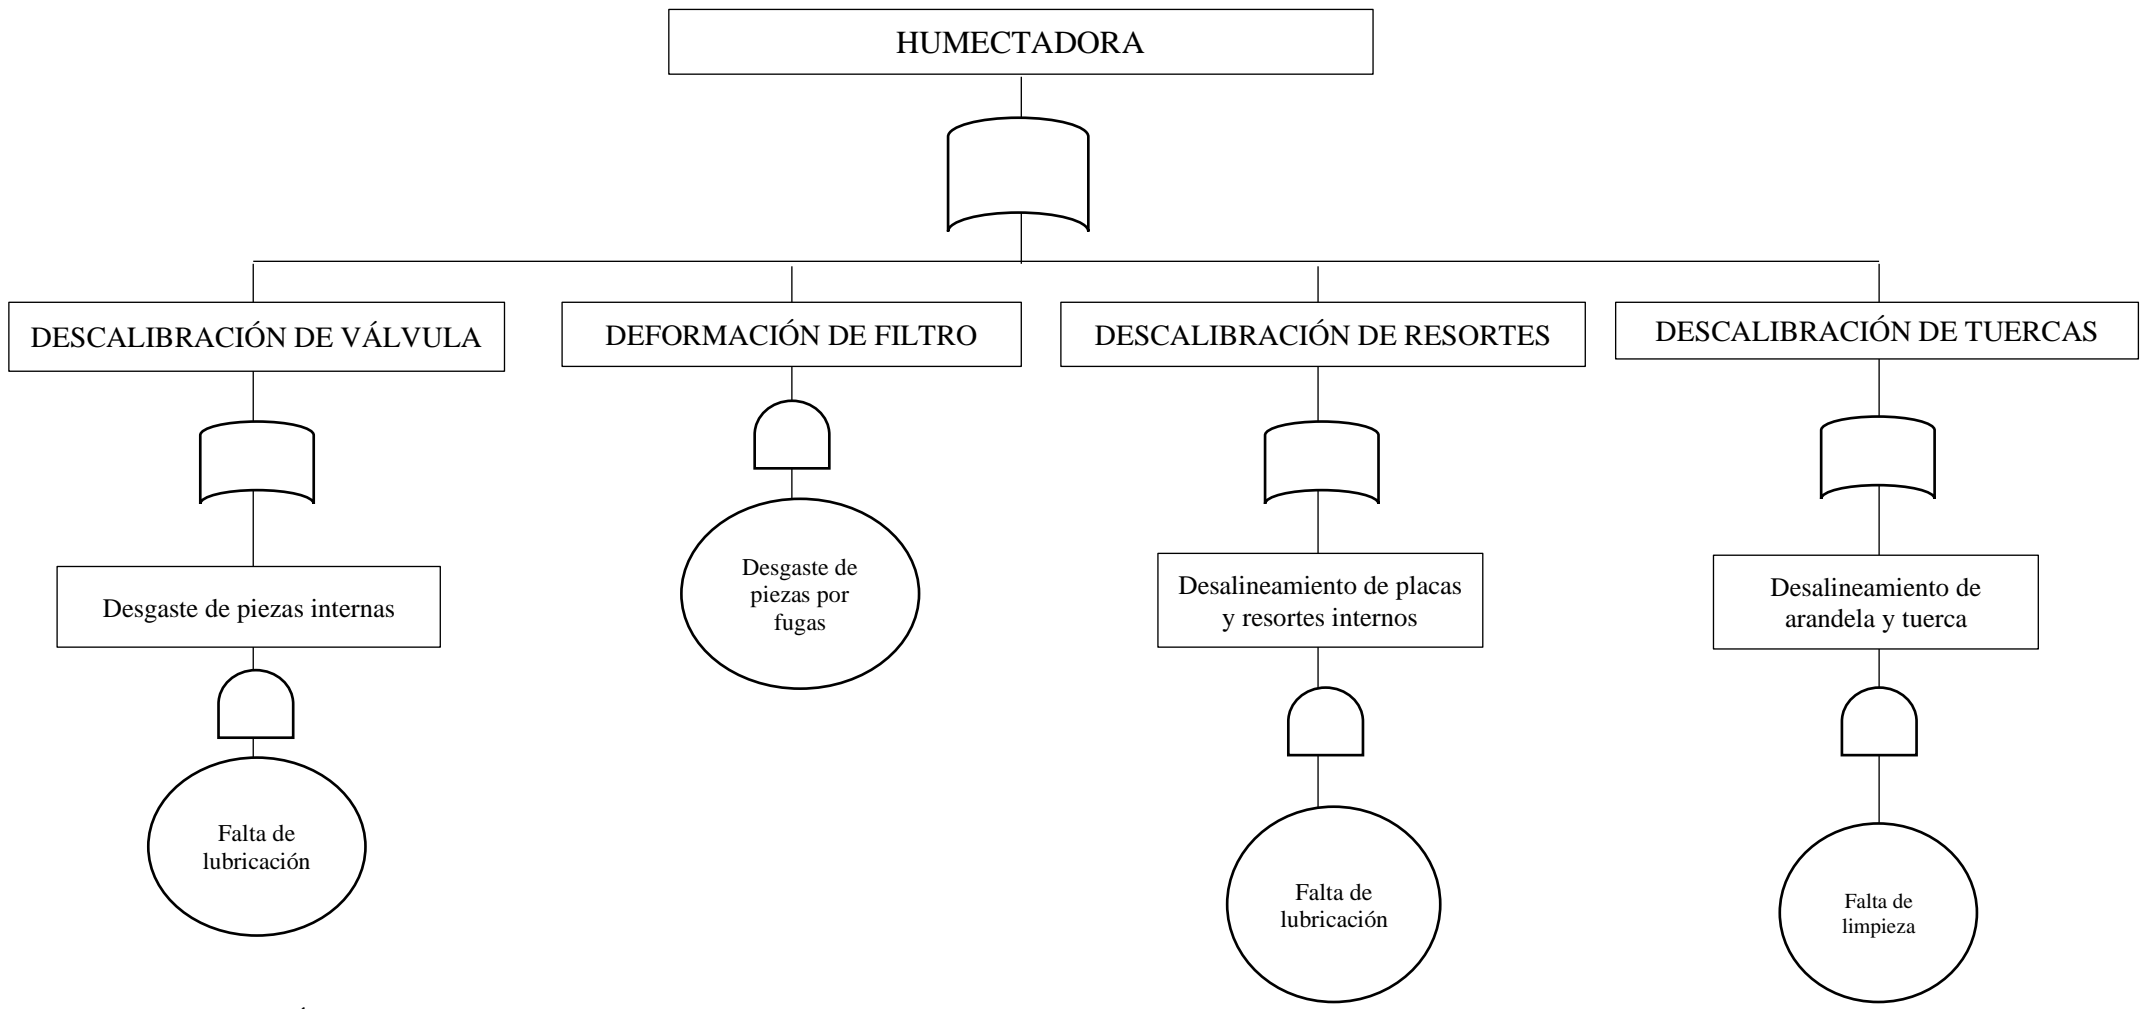 HUMECTADORA
DESCALIBRACIÓN DE VÁLVULA
DEFORMACIÓN DE FILTRO
DESCALIBRACIÓN DE RESORTES
DESCALIBRACIÓN DE TUERCAS
Desgaste de piezas internas
Desgaste de
piezas por
fugas
Desalineamiento de placas
y resortes internos
Desalineamiento de
arandela y tuerca
Falta de
lubricación
Falta de
lubricación
Falta de
limpieza